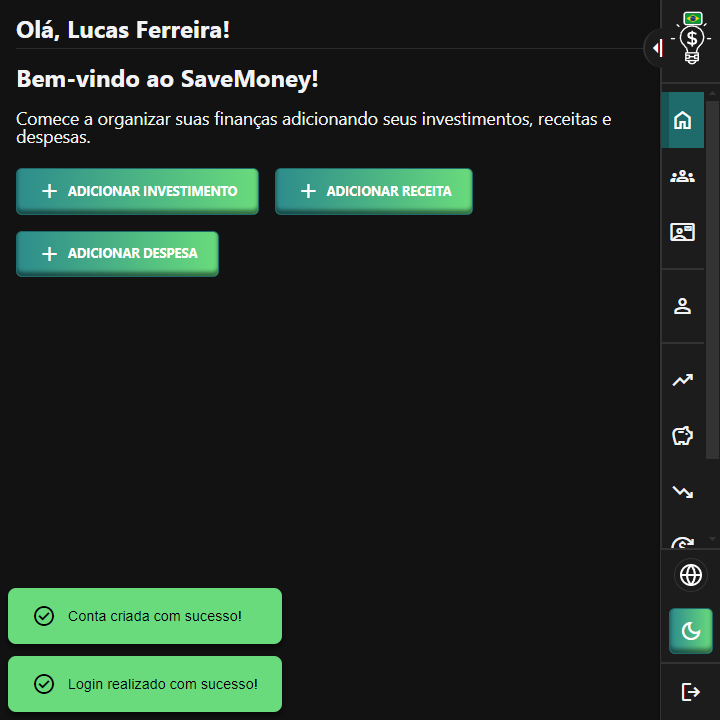 Olá, Lucas Ferreira!
Bem-vindo ao SaveMoney!
Comece a organizar suas finanças adicionando seus investimentos, receitas e
despesas.
ADICIONAR INVESTIMENTO
ADICIONAR RECEITA
ADICIONAR DESPESA
Conta criada com sucesso!
Login realizado com sucesso!